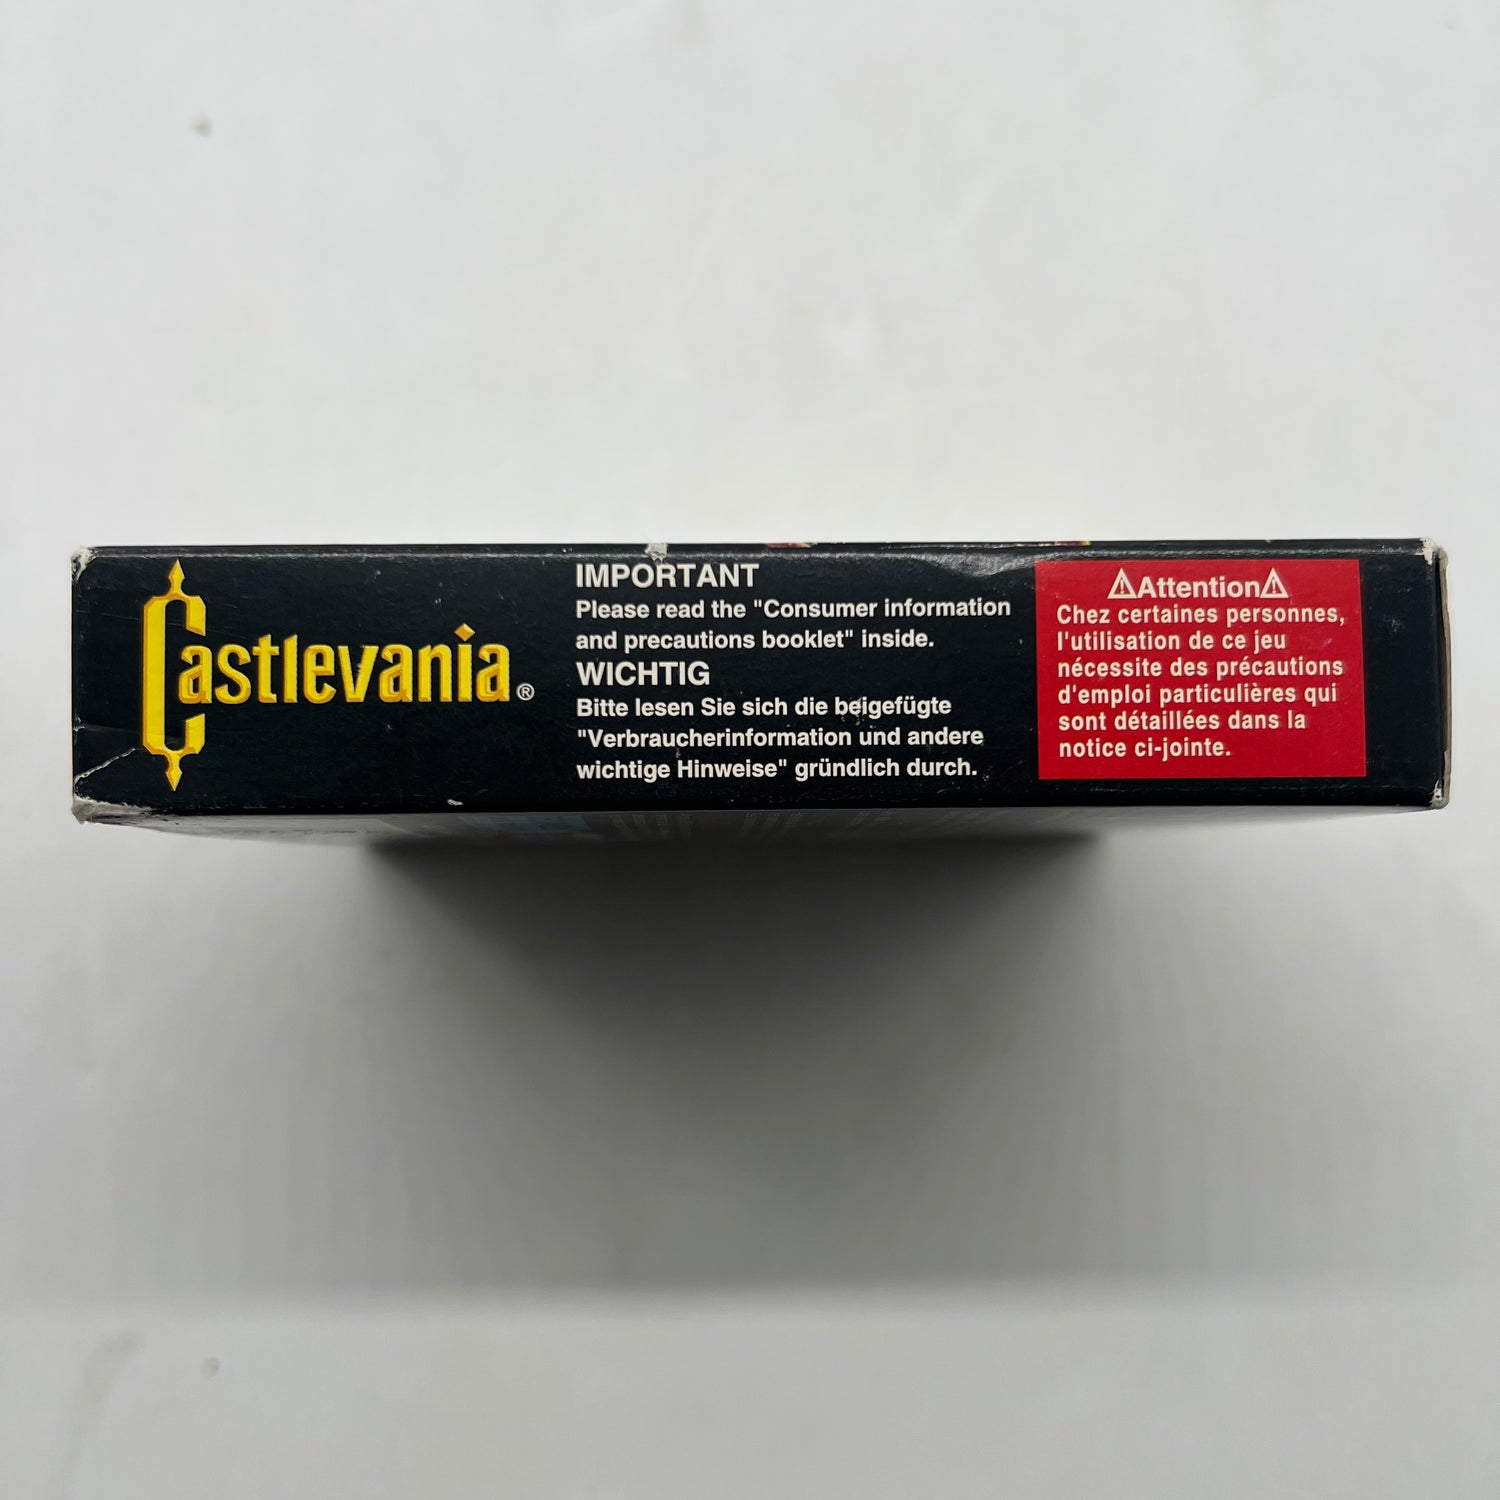 Castlevania®
IMPORTANT
Please read the "Consumer information
and precautions booklet" inside.
WICHTIG
Bitte lesen Sie sich die beigefügte
"Verbraucherinformation und andere
wichtige Hinweise" gründlich durch.
⚠Attention⚠
Chez certaines personnes,
l'utilisation de ce jeu
nécessite des précautions
d'emploi particulières qui
sont détaillées dans la
notice ci-jointe.